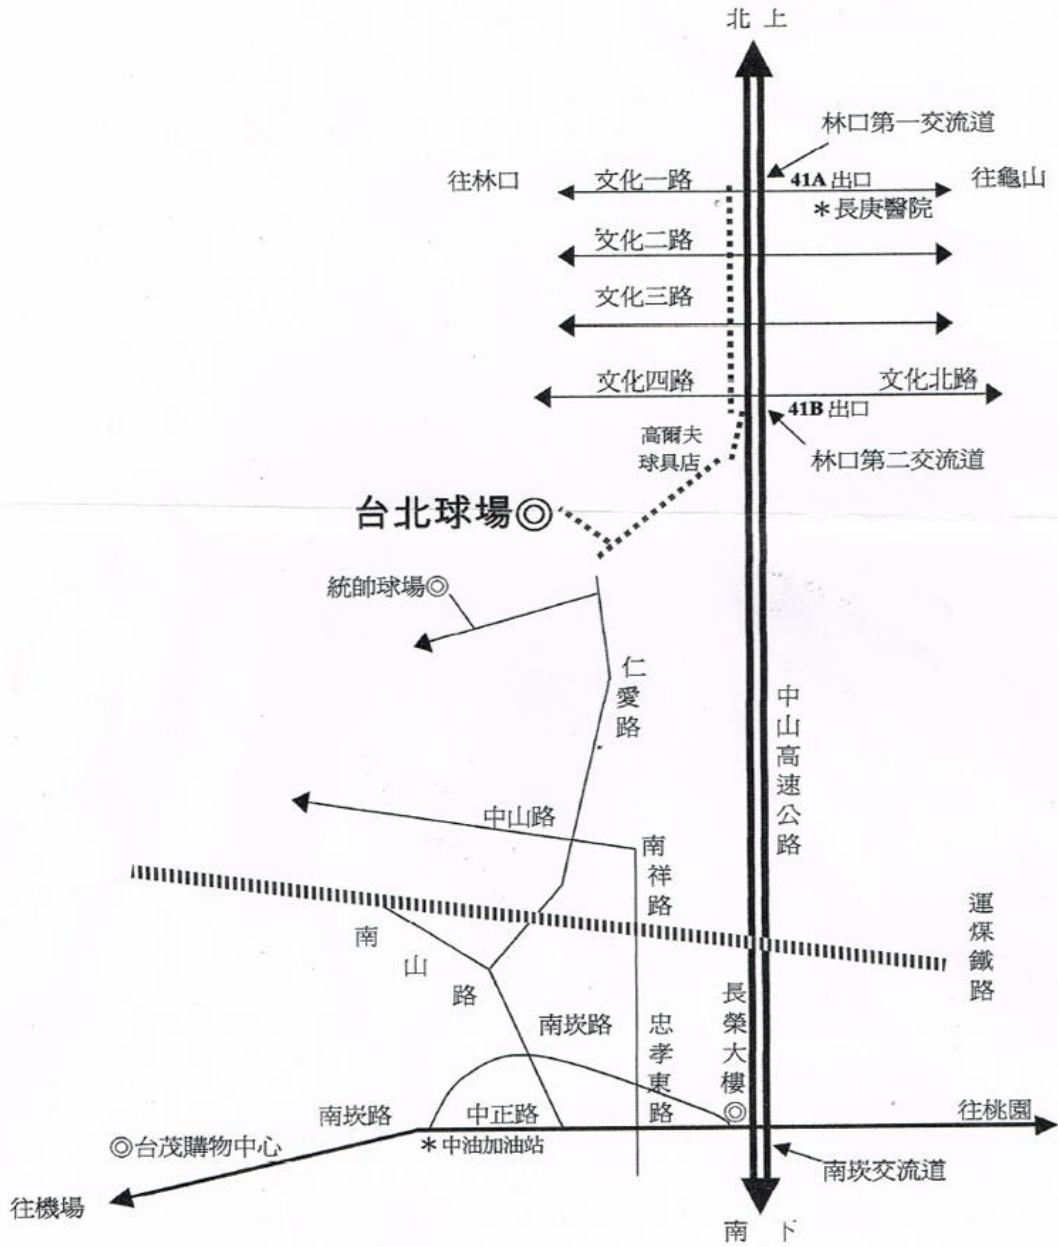 北上
林口第一交流道
往林口
文化一路
41A 出口
往龜山
＊長庚醫院
文化二路
文化三路
文化四路
文化北路
41B 出口
高爾夫
球具店
林口第二交流道
台北球場◎
統帥球場◎
仁愛路
中山高速公路
中山路
南祥路
運煤鐵路
南山路
長榮大樓◎
南崁路
忠孝東路
南崁路
中正路
往桃園
◎台茂購物中心
＊中油加油站
南崁交流道
往機場
南下